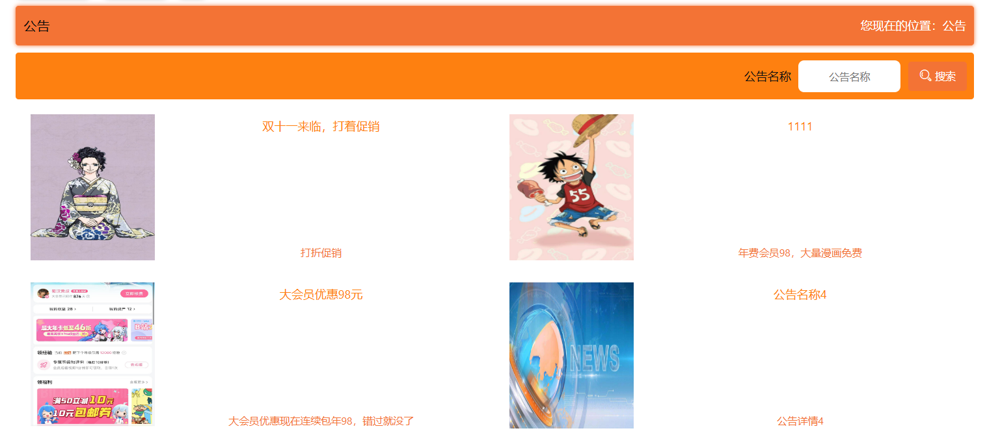 公告
您现在的位置：公告
公告名称
公告名称
搜索
双十一来临，打着促销
打折促销
1111
55
年费会员98，大量漫画免费
大会员优惠98元
立即续费
我的权益 28 >
我的资产 12 >
超大年卡低至46折
领经验
领福利
满50立减10元
10元包邮券
大会员优惠现在连续包年98，错过就没了
公告名称4
NEWS
公告详情4